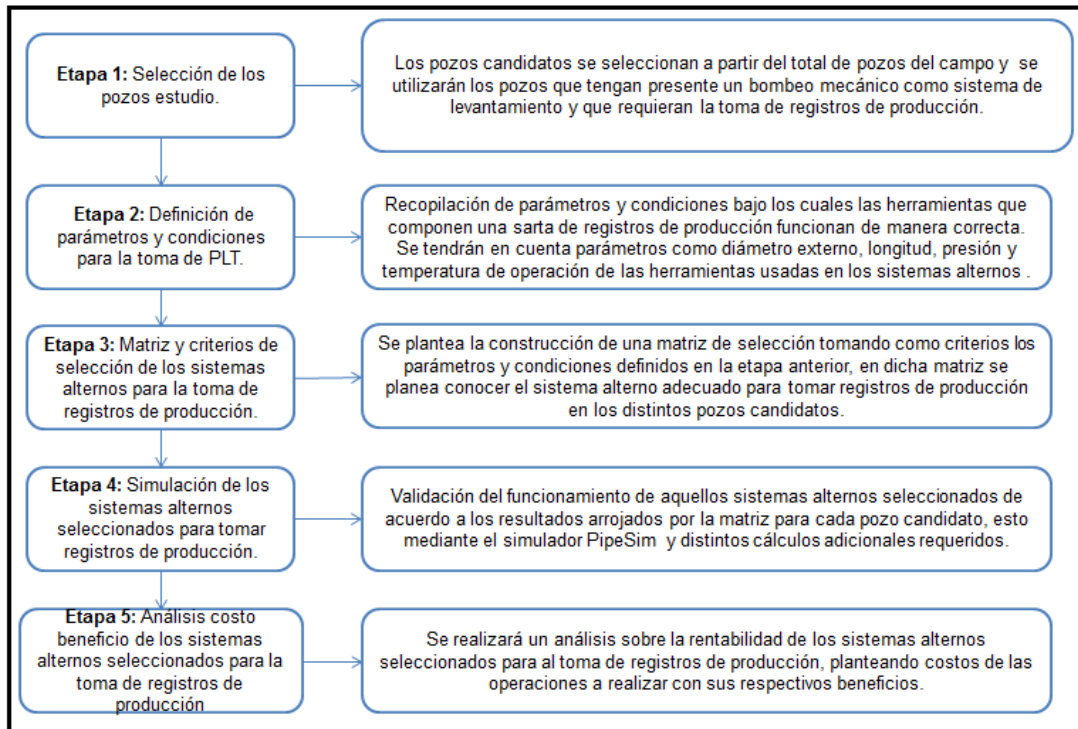 Etapa 1: Selección de los
pozos estudio.
Los pozos candidatos se seleccionan a partir del total de pozos del campo y se
utilizarán los pozos que tengan presente un bombeo mecánico como sistema de
levantamiento y que requieran la toma de registros de producción.
Etapa 2: Definición de
parámetros y condiciones
para la toma de PLT.
Recopilación de parámetros y condiciones bajo los cuales las herramientas que
componen una sarta de registros de producción funcionan de manera correcta.
Se tendrán en cuenta parámetros como diámetro externo, longitud, presión y
temperatura de operación de las herramientas usadas en los sistemas alternos .
Etapa 3: Matriz y criterios de
selección de los sistemas
alternos para la toma de
registros de producción.
Se plantea la construcción de una matriz de selección tomando como criterios los
parámetros y condiciones definidos en la etapa anterior, en dicha matriz se
planea conocer el sistema alterno adecuado para tomar registros de producción
en los distintos pozos candidatos.
Etapa 4: Simulación de los
sistemas alternos
seleccionados para tomar
registros de producción.
Validación del funcionamiento de aquellos sistemas alternos seleccionados de
acuerdo a los resultados arrojados por la matriz para cada pozo candidato, esto
mediante el simulador PipeSim y distintos cálculos adicionales requeridos.
Etapa 5: Análisis costo
beneficio de los sistemas
alternos seleccionados para la
toma de registros de
producción
Se realizará un análisis sobre la rentabilidad de los sistemas alternos
seleccionados para al toma de registros de producción, planteando costos de las
operaciones a realizar con sus respectivos beneficios.